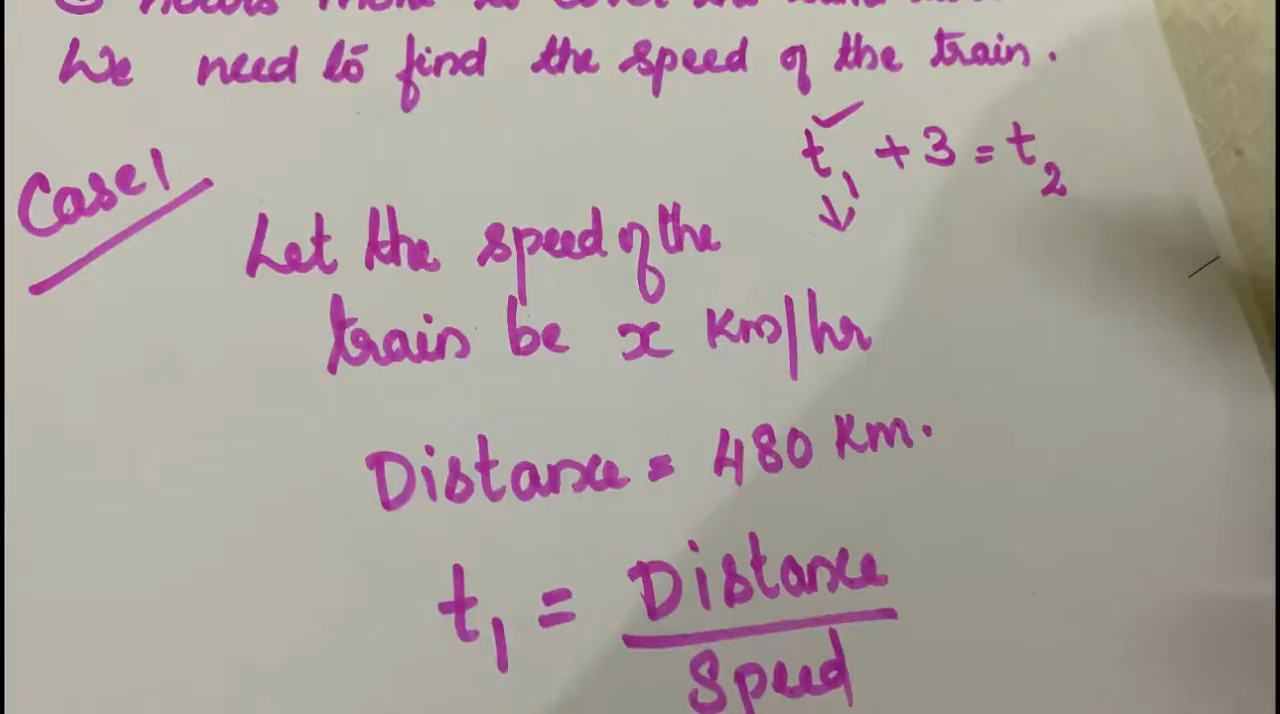 We need to find the speed of the train.
t₁ + 3 = t₂
Case 1
Let the speed of the
train be x Km/hr
Distance = 480 Km.
t₁ = Distance
Speed